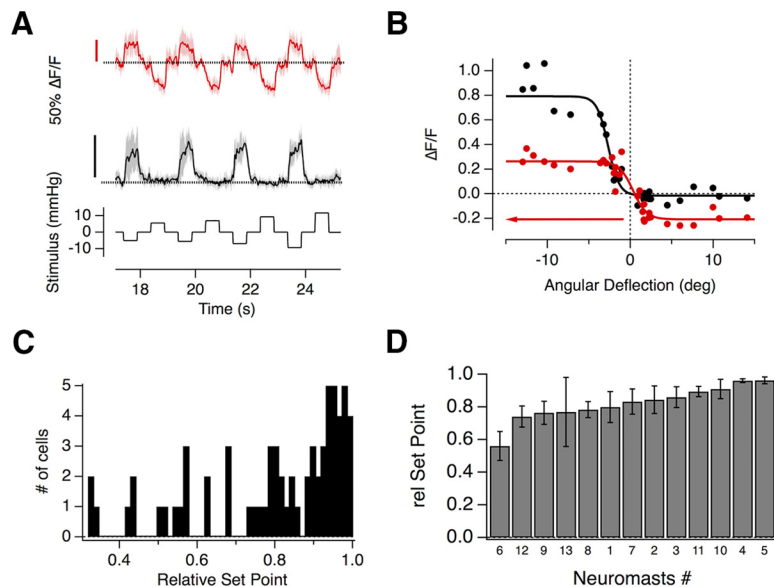 A
50% ΔF/F
Stimulus (mmHg)
10
0
-10
18 20 22 24
Time (s)
B
ΔF/F
1.0
0.8
0.6
0.4
0.2
0.0
-0.2
-10 0 10
Angular Deflection (deg)
C
# of cells
5
4
3
2
1
0
0.4 0.6 0.8 1.0
Relative Set Point
D
rel Set Point
1.0
0.8
0.6
0.4
0.2
0.0
6 12 9 13 8 1 7 2 3 11 10 4 5
Neuromasts #